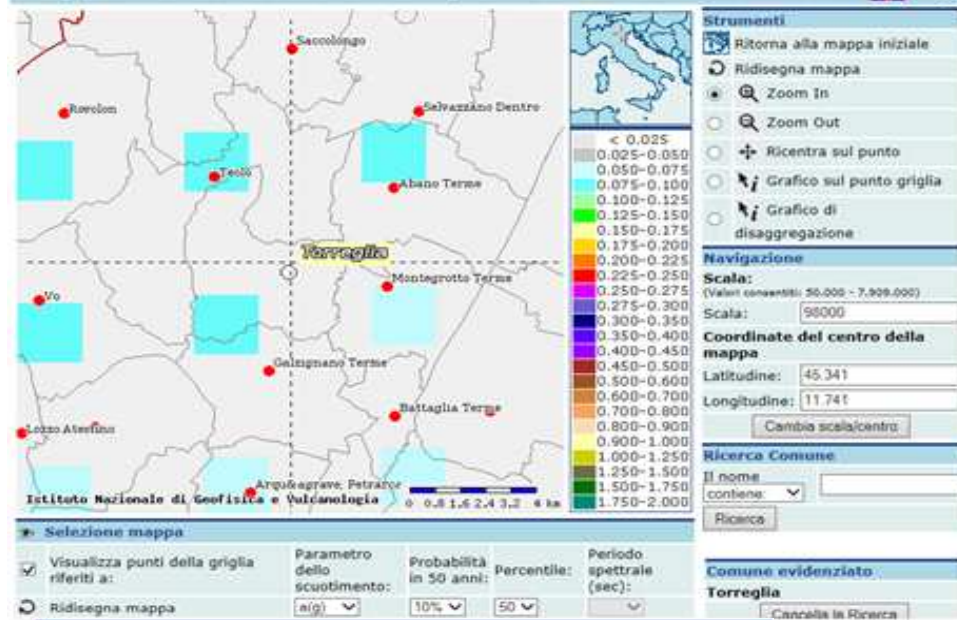 Saccolongo
Rovolon
Selvazzano Dentro
Teolo
Abano Terme
Torreglia
Montegrotto Terme
Vo
Galzignano Terme
Battaglia Terme
Lozzo Atestino
Arqu&agrave; Petrarca
Istituto Nazionale di Geofisica e Vulcanologia
0 0.8 1.6 2.4 3.2 4 km
< 0.025
0.025-0.050
0.050-0.075
0.075-0.100
0.100-0.125
0.125-0.150
0.150-0.175
0.175-0.200
0.200-0.225
0.225-0.250
0.250-0.275
0.275-0.300
0.300-0.350
0.350-0.400
0.400-0.450
0.450-0.500
0.500-0.600
0.600-0.700
0.700-0.800
0.800-0.900
0.900-1.000
1.000-1.250
1.250-1.500
1.500-1.750
1.750-2.000
Strumenti
Ritorna alla mappa iniziale
Ridisegna mappa
Zoom In
Zoom Out
Ricentra sul punto
Grafico sul punto griglia
Grafico di
disaggregazione
Navigazione
Scala:
(Valori consentiti: 50.000 - 7.909.000)
Scala: 98000
Coordinate del centro della
mappa
Latitudine: 45.341
Longitudine: 11.741
Cambia scala/centro
Ricerca Comune
Il nome
contiene:
Ricerca
Comune evidenziato
Torreglia
Cancella la Ricerca
Selezione mappa
Visualizza punti della griglia
riferiti a:
Parametro
dello
scuotimento:
Probabilità
in 50 anni:
Percentile:
Periodo
spettrale
(sec):
Ridisegna mappa
a(g)
10%
50